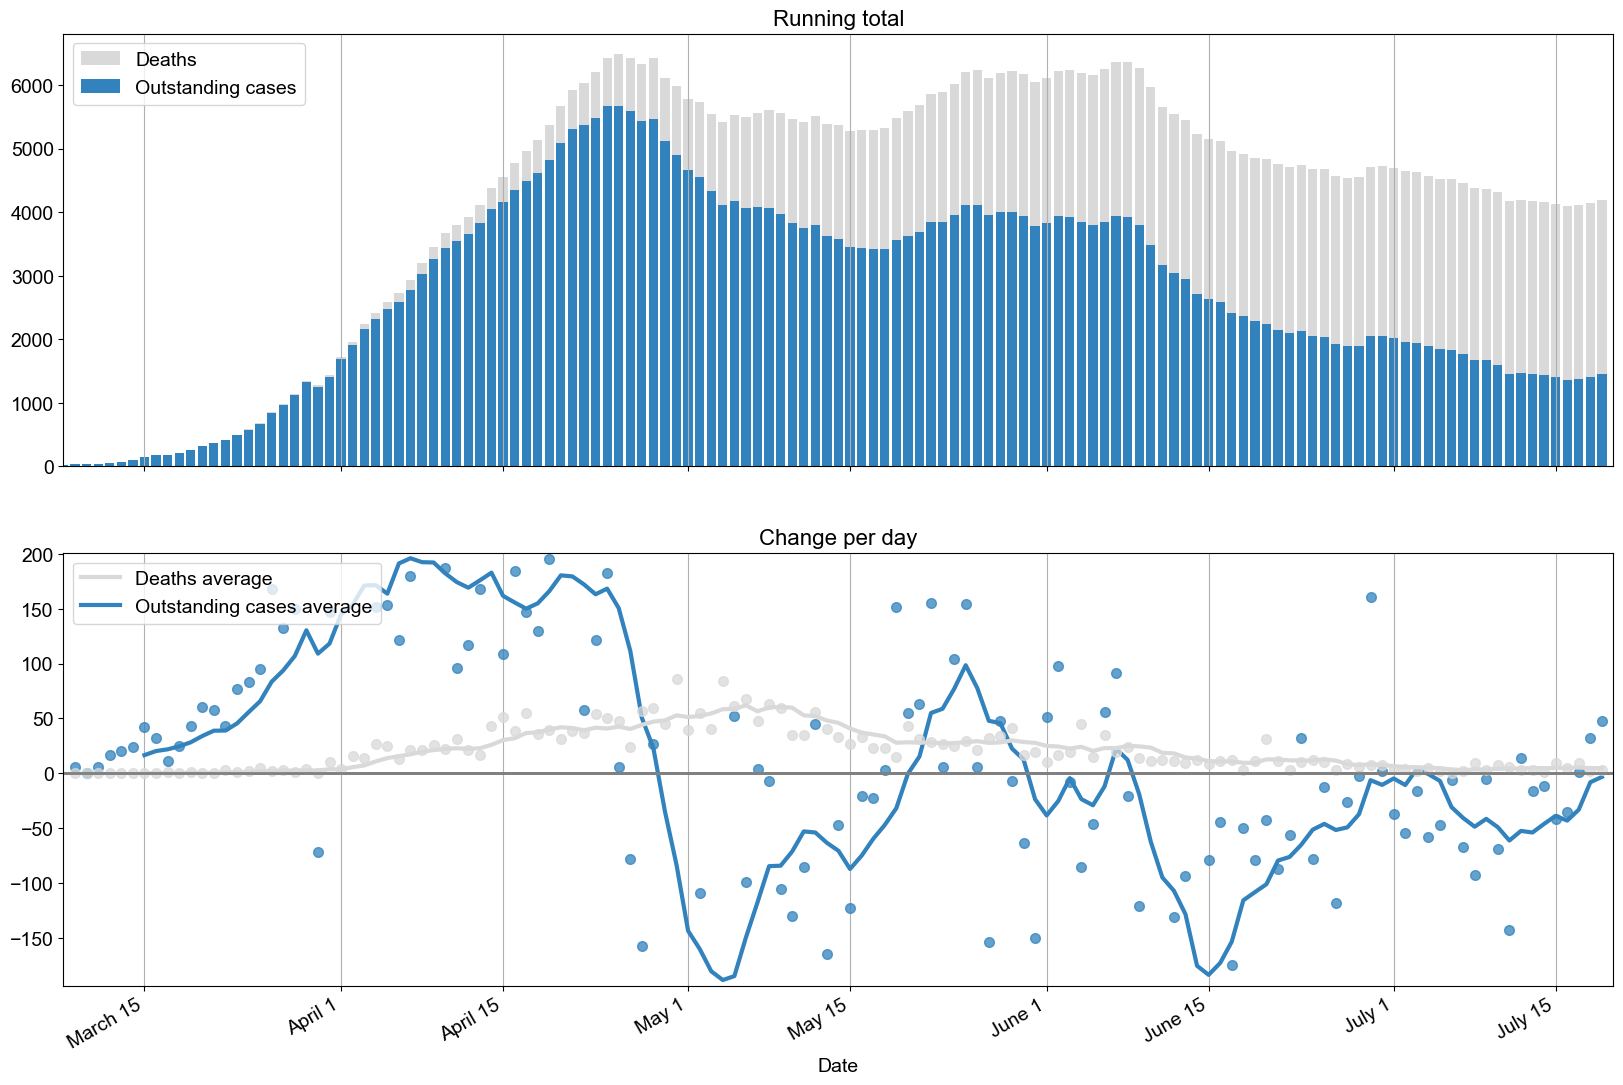 Running total
Deaths
Outstanding cases
6000
5000
4000
3000
2000
1000
0
Change per day
Deaths average
Outstanding cases average
200
150
100
50
0
−50
−100
−150
March 15
April 1
April 15
May 1
May 15
June 1
June 15
July 1
July 15
Date